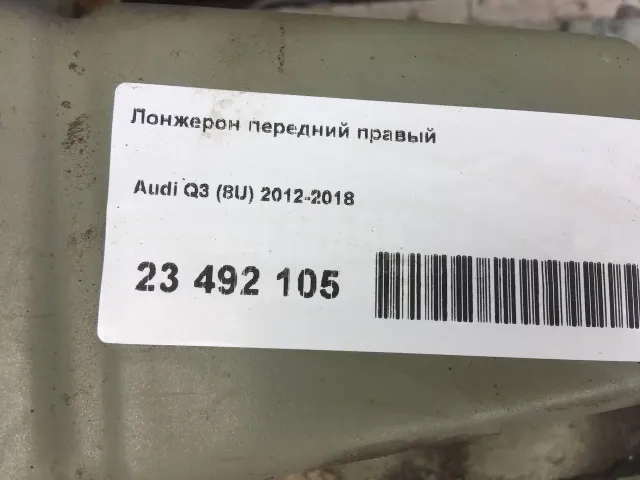 Лонжерон передний правый
Audi Q3 (8U) 2012-2018
23 492 105